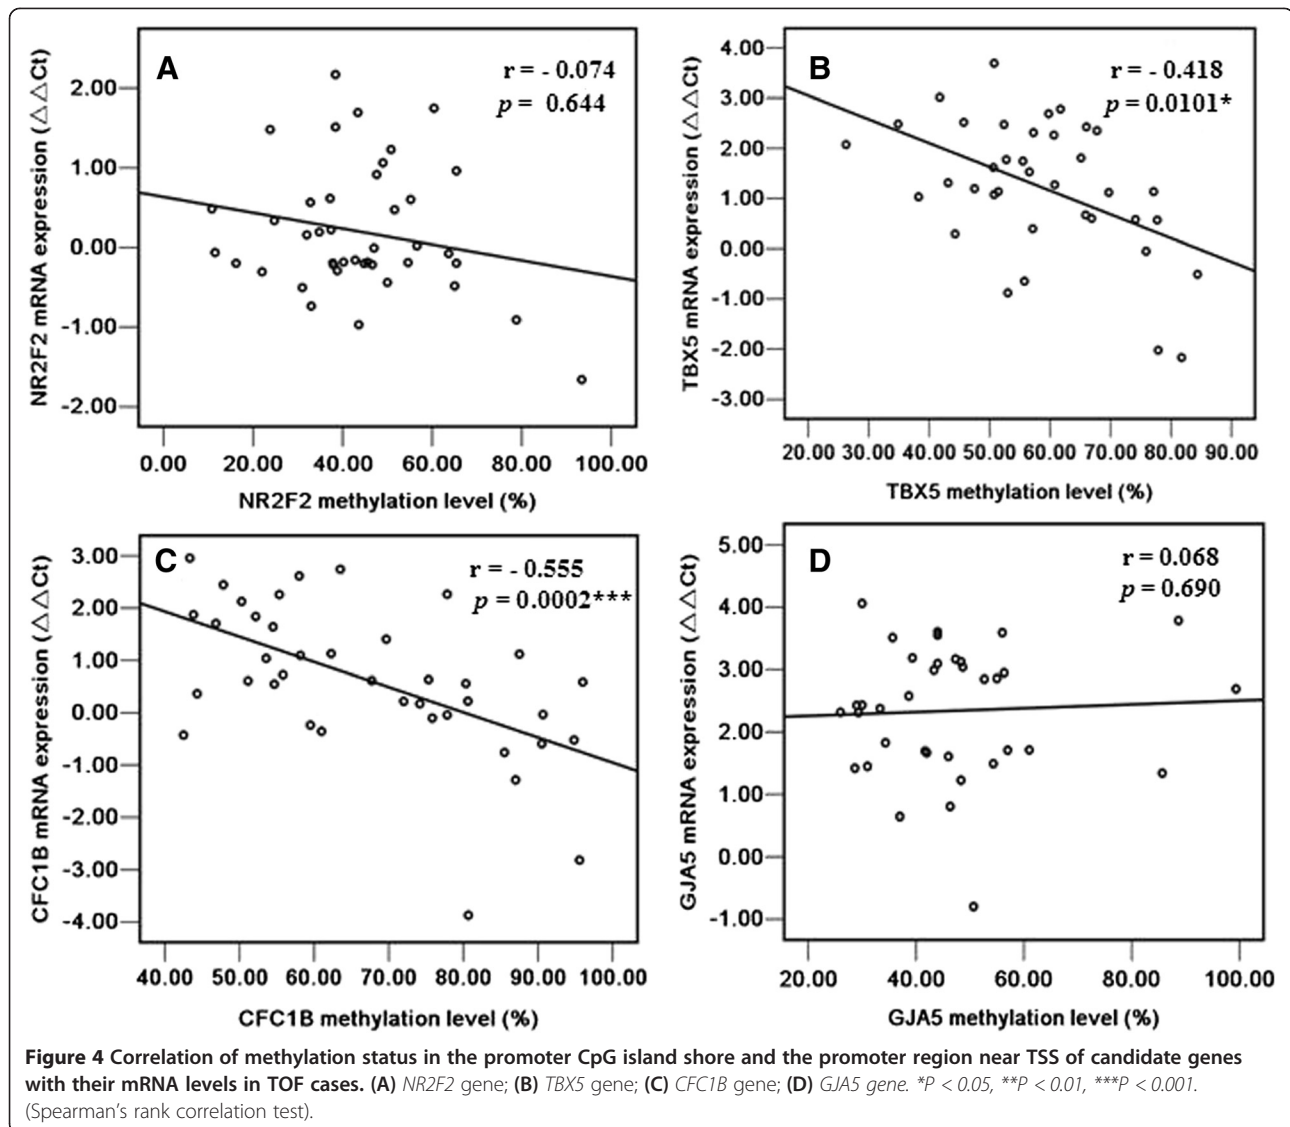 A
r = - 0.074
p = 0.644
NR2F2 mRNA expression (△△Ct)
2.00
1.00
0.00
-1.00
-2.00
0.00 20.00 40.00 60.00 80.00 100.00
NR2F2 methylation level (%)
B
r = - 0.418
p = 0.0101*
TBX5 mRNA expression (△△Ct)
4.00
3.00
2.00
1.00
0.00
-1.00
-2.00
-3.00
20.00 30.00 40.00 50.00 60.00 70.00 80.00 90.00
TBX5 methylation level (%)
C
r = - 0.555
p = 0.0002***
CFC1B mRNA expression (△△Ct)
3.00
2.00
1.00
0.00
-1.00
-2.00
-3.00
-4.00
40.00 50.00 60.00 70.00 80.00 90.00 100.00
CFC1B methylation level (%)
D
r = 0.068
p = 0.690
GJA5 mRNA expression (△△Ct)
5.00
4.00
3.00
2.00
1.00
0.00
-1.00
20.00 40.00 60.00 80.00 100.00
GJA5 methylation level (%)
Figure 4 Correlation of methylation status in the promoter CpG island shore and the promoter region near TSS of candidate genes
with their mRNA levels in TOF cases. (A) NR2F2 gene; (B) TBX5 gene; (C) CFC1B gene; (D) GJA5 gene. *P < 0.05, **P < 0.01, ***P < 0.001.
(Spearman's rank correlation test).